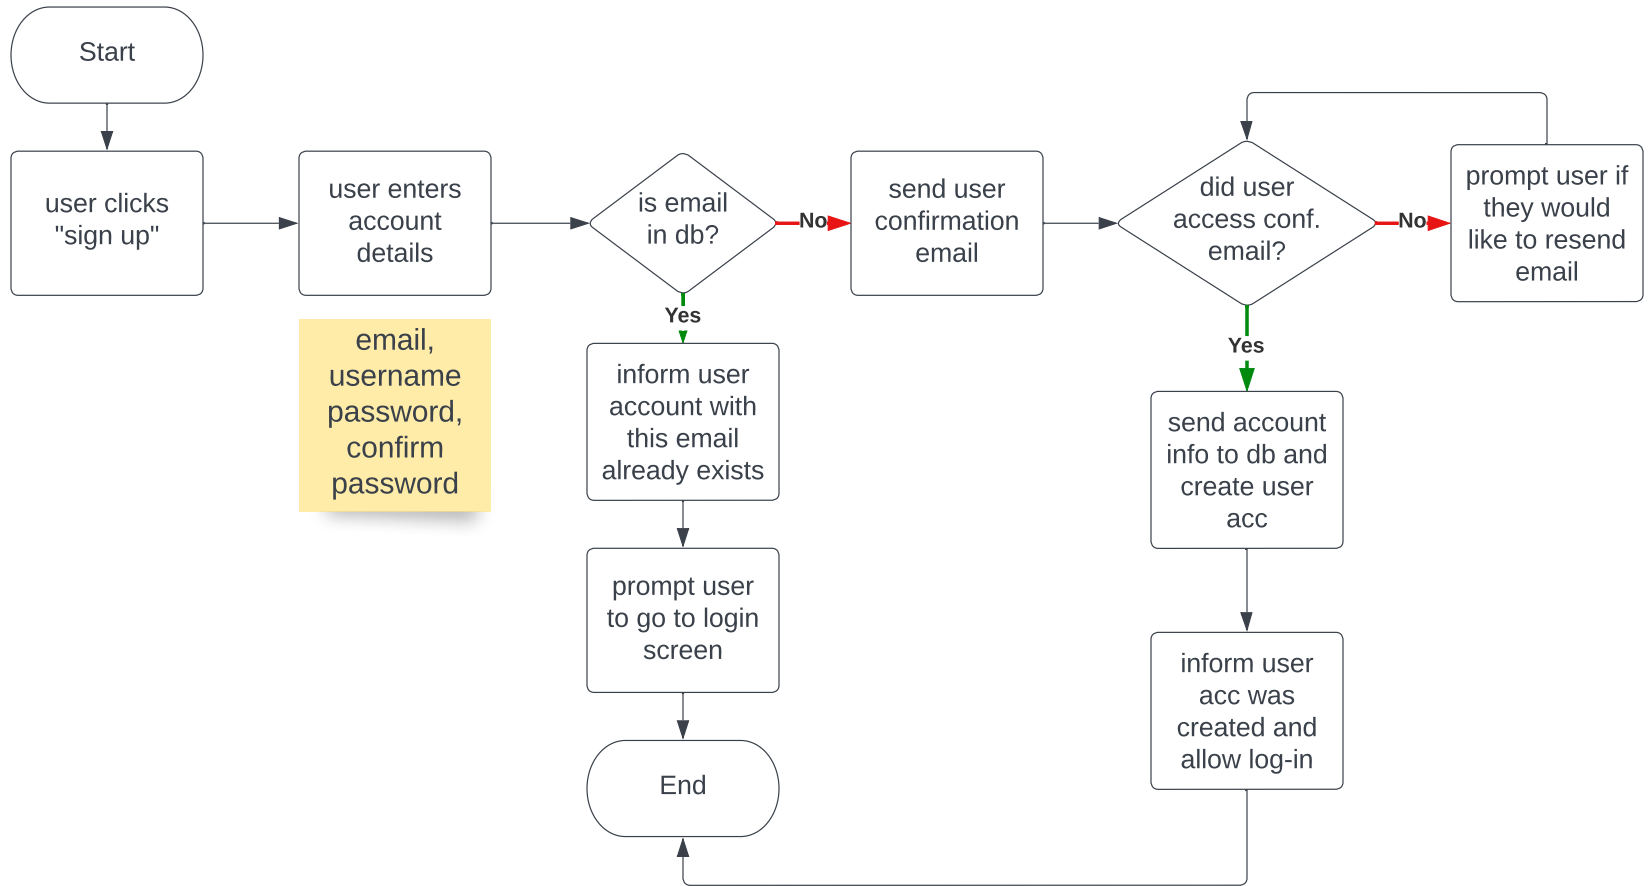 Start
user clicks
"sign up"
user enters
account
details
email,
username
password,
confirm
password
is email
in db?
No
Yes
inform user
account with
this email
already exists
prompt user
to go to login
screen
End
send user
confirmation
email
did user
access conf.
email?
No
prompt user if
they would
like to resend
email
Yes
send account
info to db and
create user
acc
inform user
acc was
created and
allow log-in